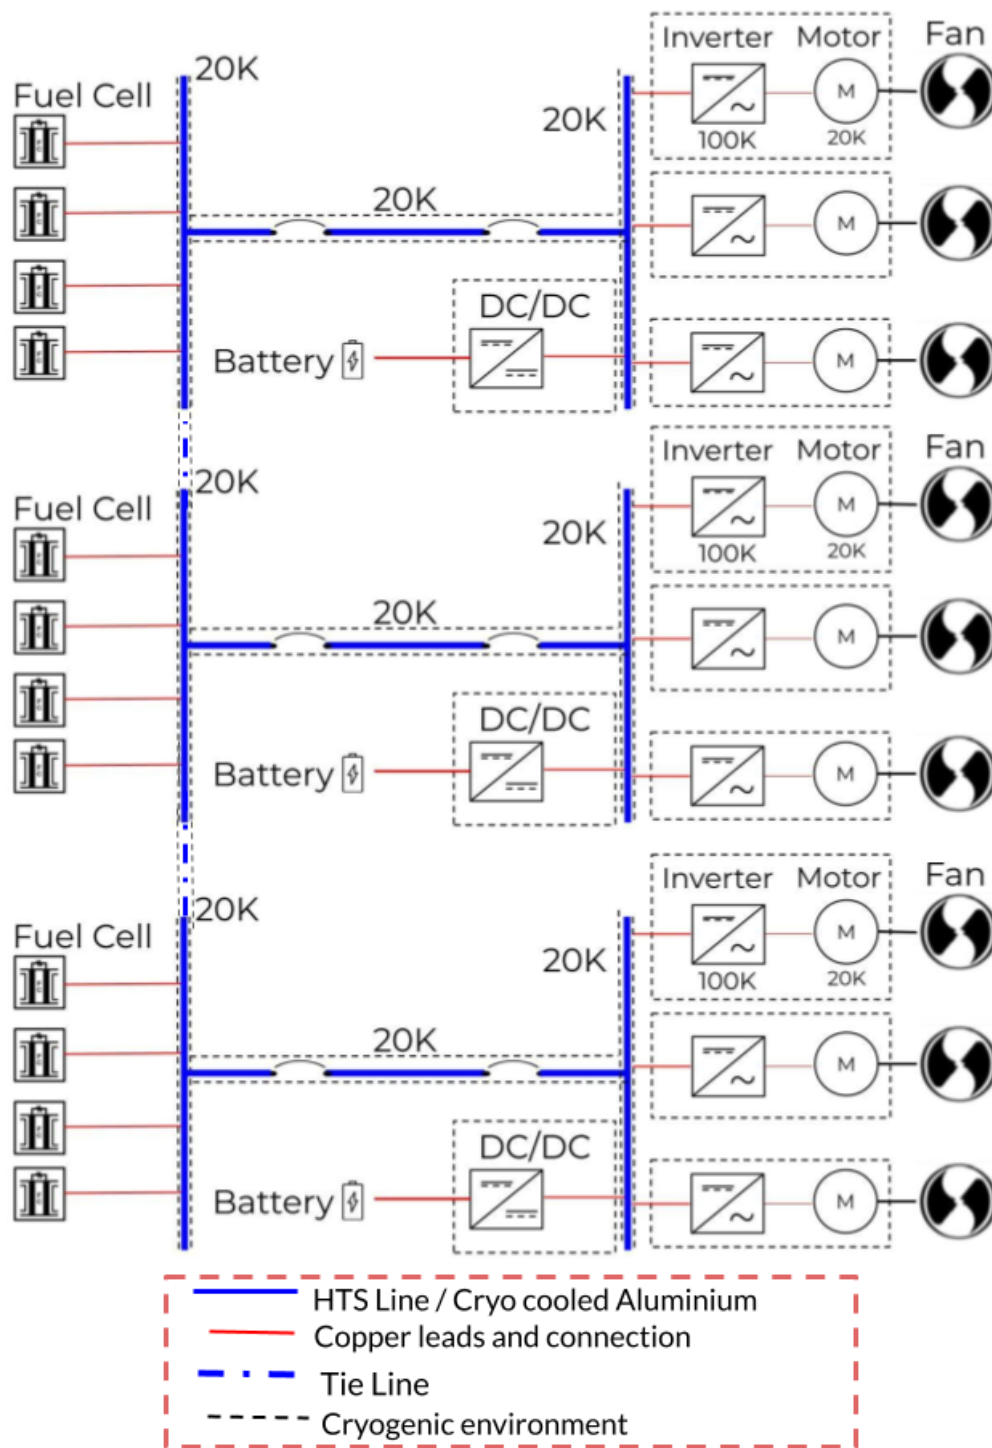 Inverter Motor Fan
20K
Fuel Cell
20K
M
100K 20K
20K
M
DC/DC
Battery
M
Inverter Motor Fan
20K
Fuel Cell
20K
M
100K 20K
20K
M
DC/DC
Battery
M
Inverter Motor Fan
20K
Fuel Cell
20K
M
100K 20K
20K
M
DC/DC
Battery
M
HTS Line / Cryo cooled Aluminium
Copper leads and connection
Tie Line
Cryogenic environment